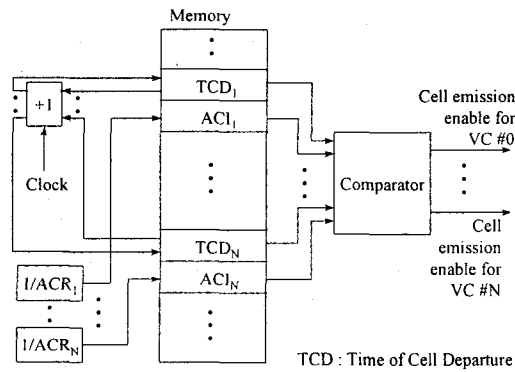 Memory
TCD1
+1
ACI1
Cell emission
enable for
VC #0
Clock
Comparator
TCDN
Cell
emission
enable for
VC #N
1/ACR1
ACIN
1/ACRN
TCD : Time of Cell Departure